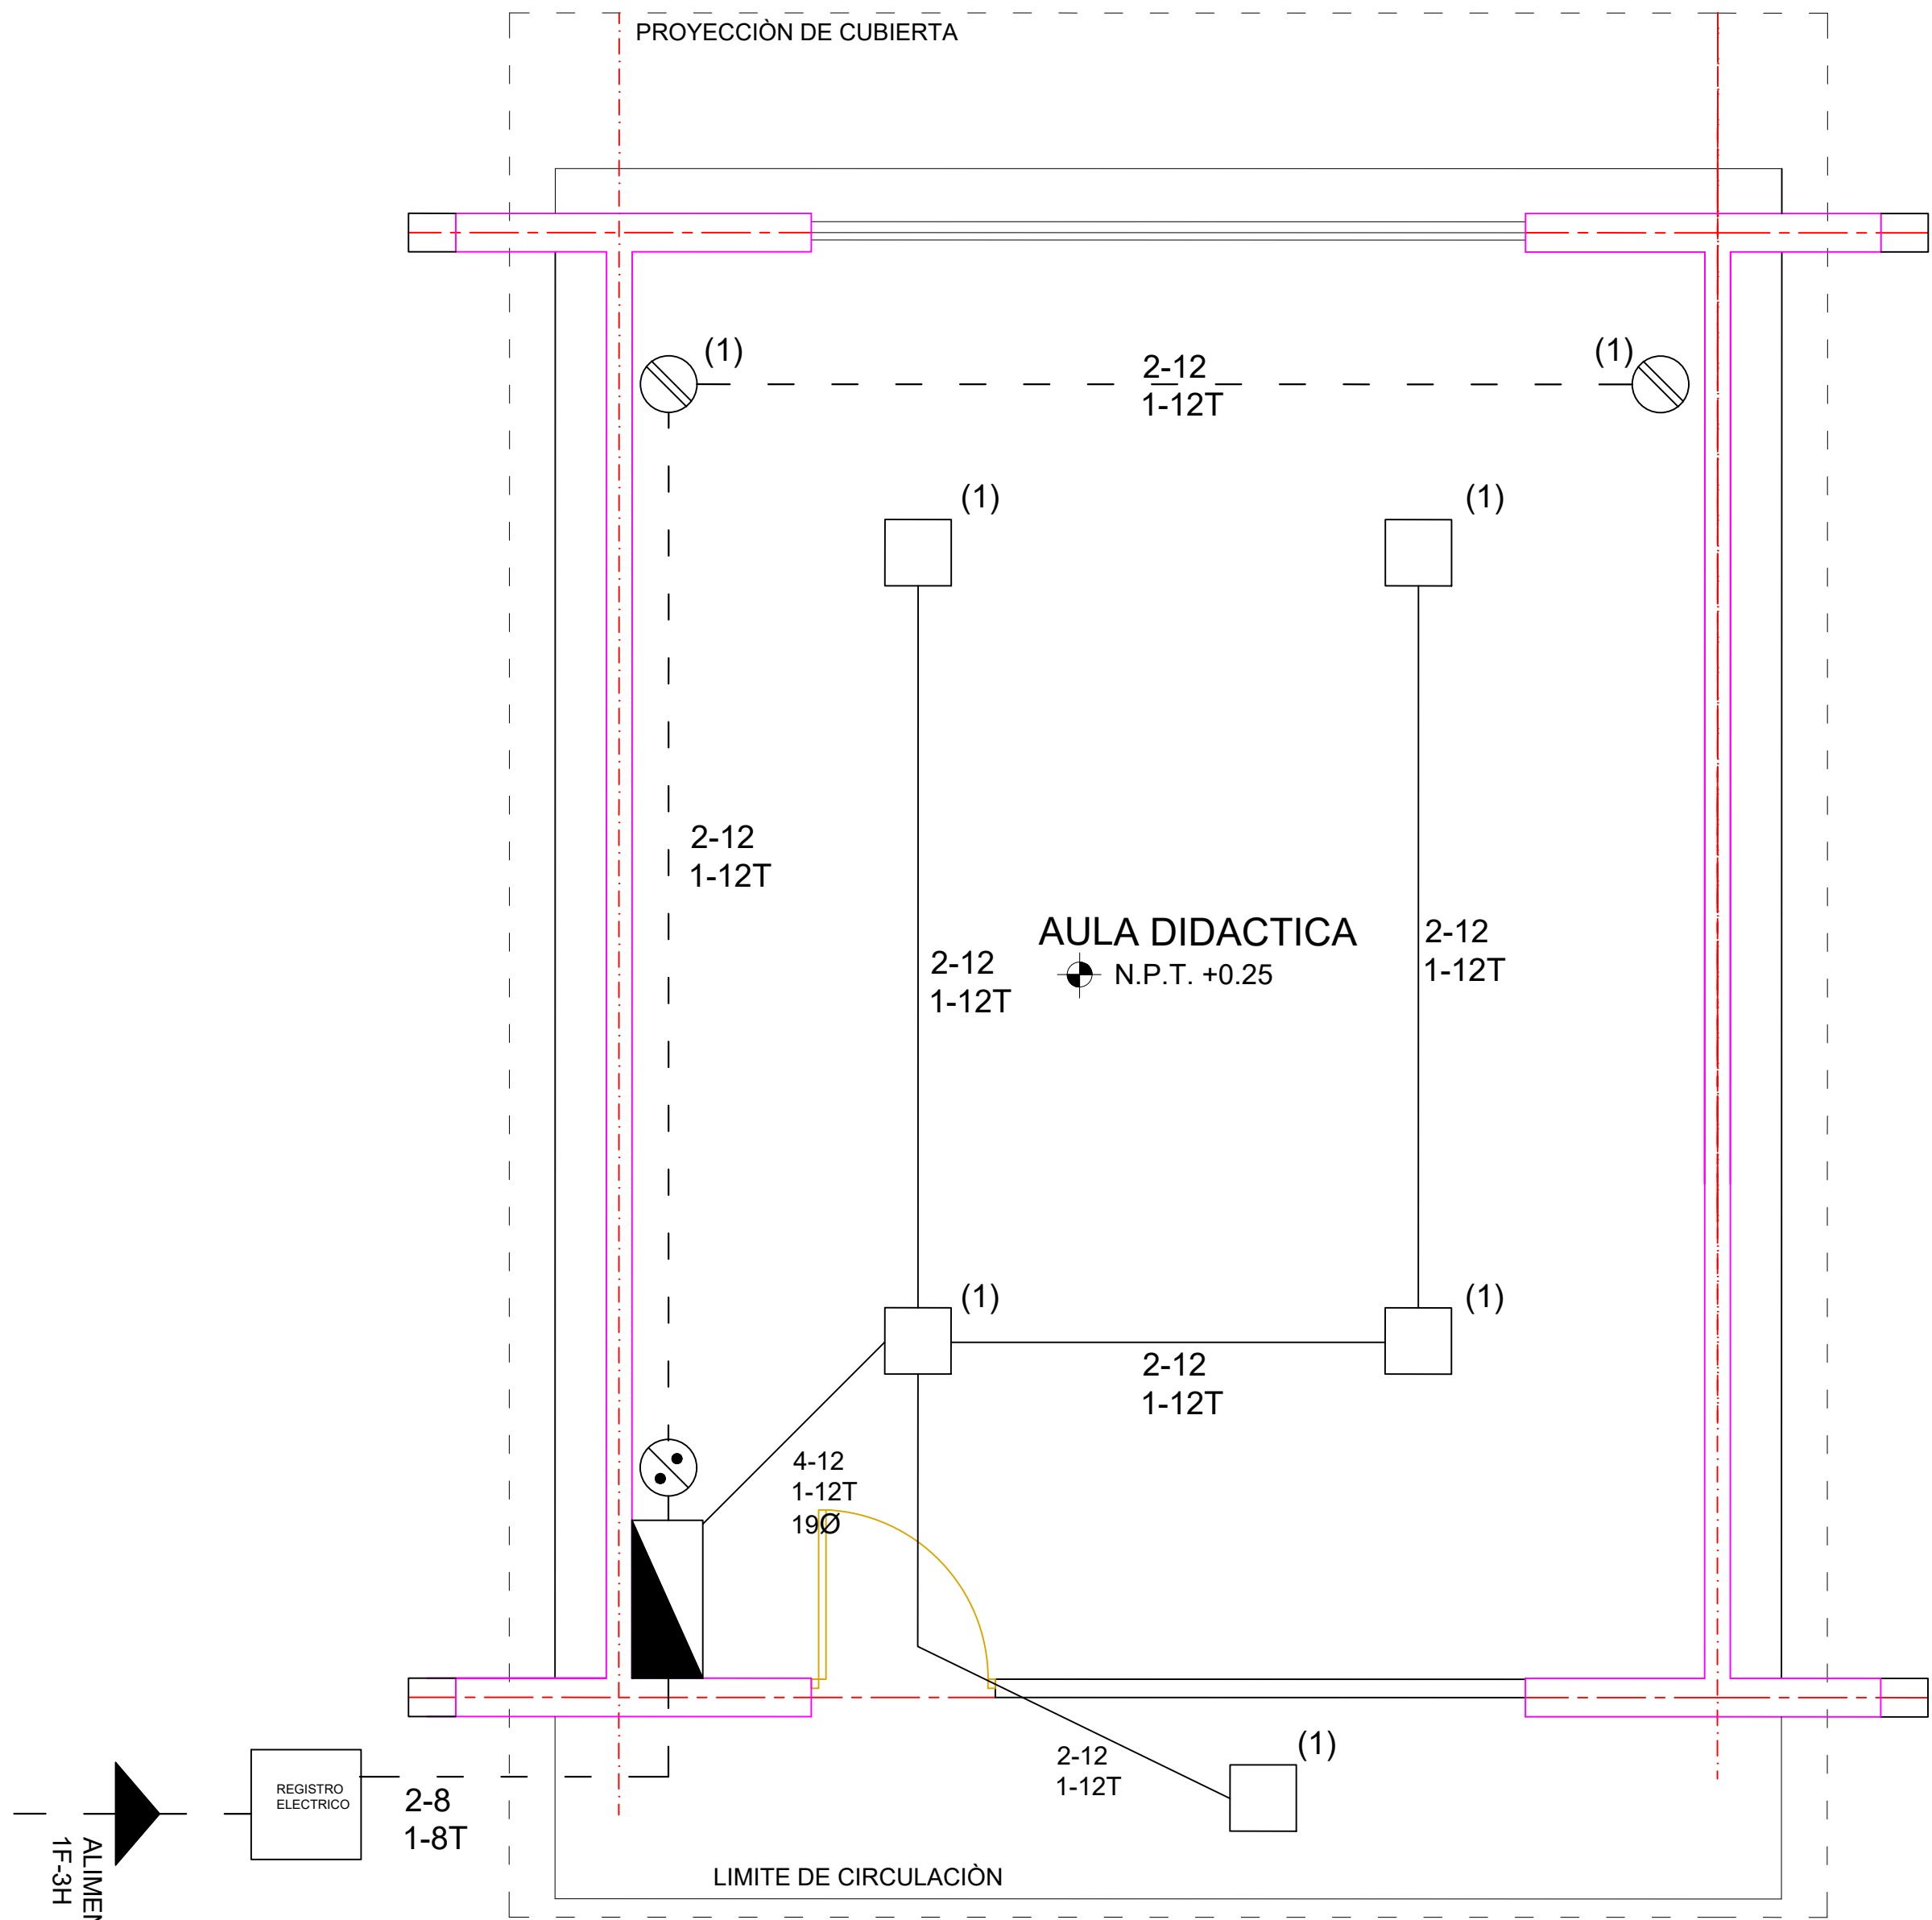 PROYECCIÒN DE CUBIERTA
(1)
2-12
1-12T
(1)
(1)
(1)
2-12
1-12T
AULA DIDACTICA
N.P.T. +0.25
2-12
1-12T
2-12
1-12T
(1)
(1)
2-12
1-12T
4-12
1-12T
19Ø
2-12
1-12T
(1)
REGISTRO
ELECTRICO
2-8
1-8T
ALIMEN
1F-3H
LIMITE DE CIRCULACIÒN